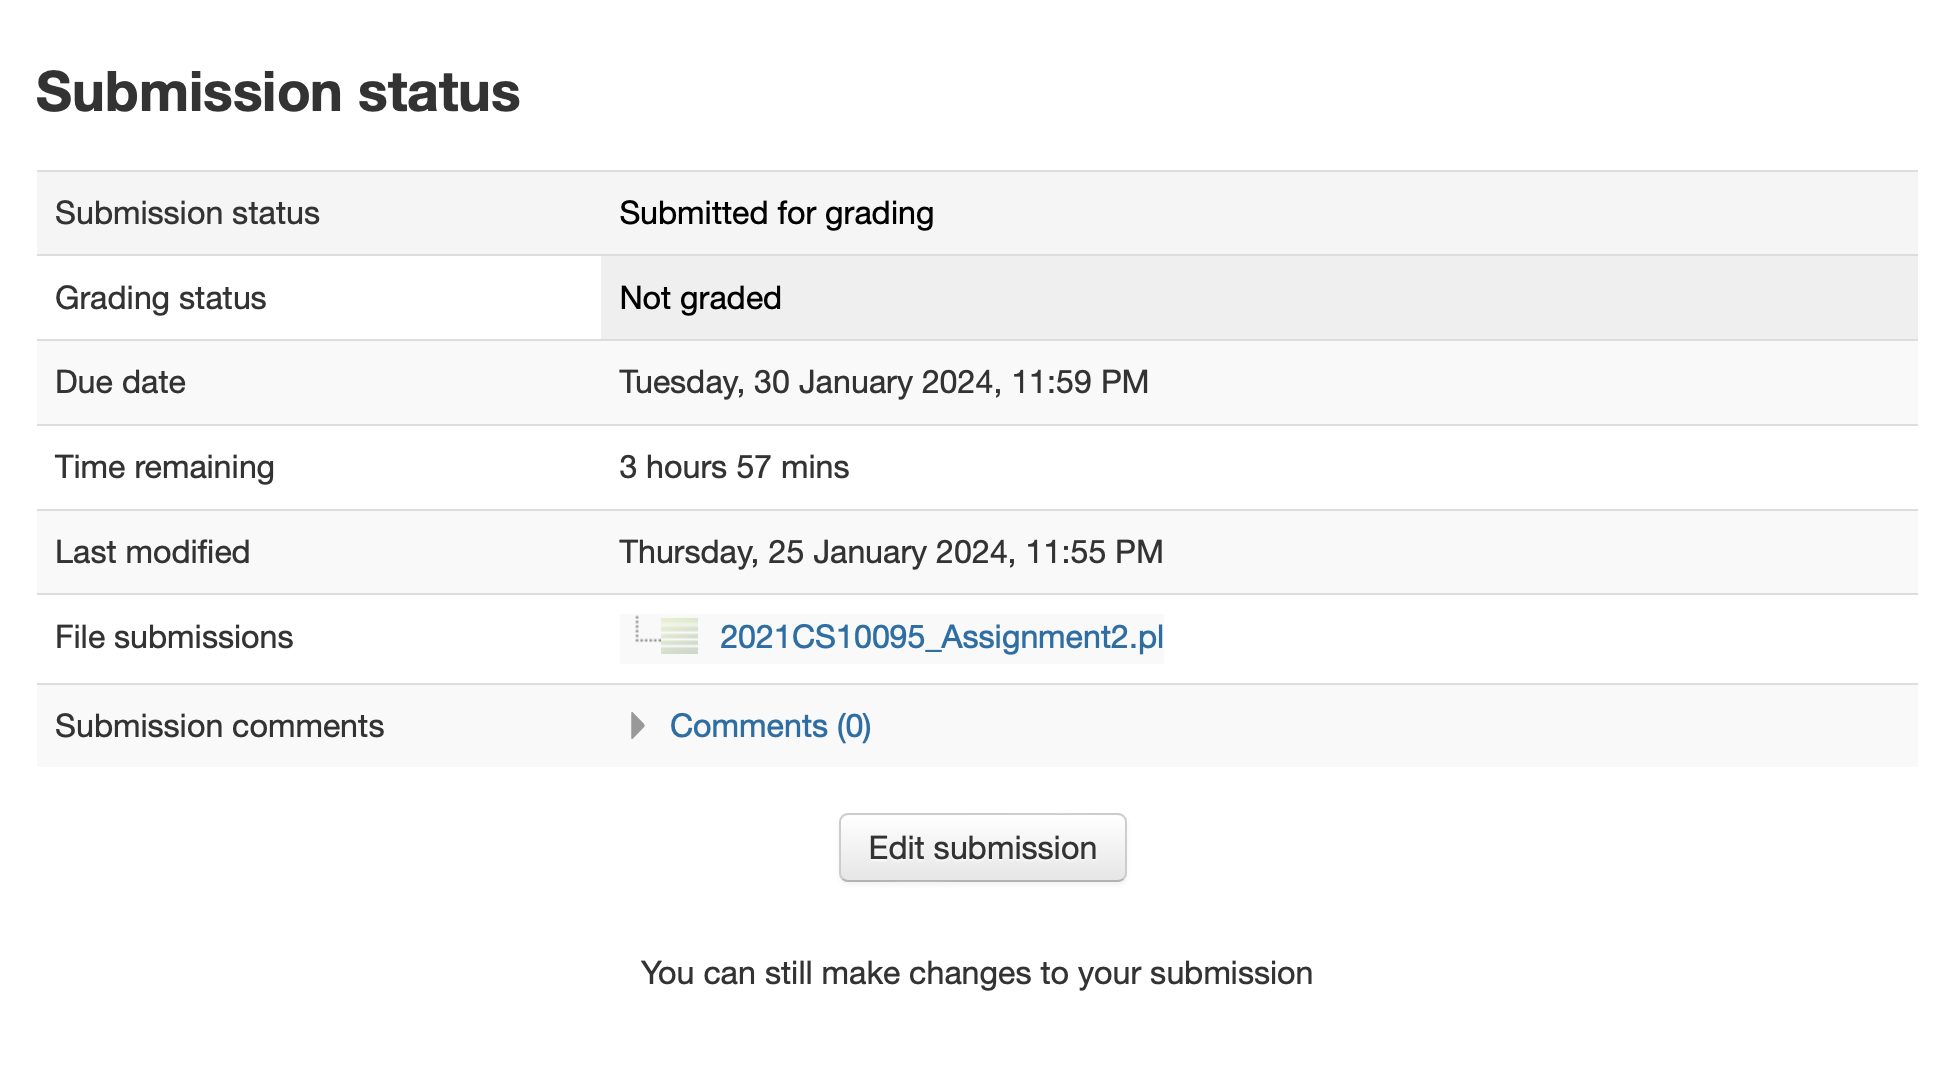 Submission status
Submission status Submitted for grading
Grading status Not graded
Due date Tuesday, 30 January 2024, 11:59 PM
Time remaining 3 hours 57 mins
Last modified Thursday, 25 January 2024, 11:55 PM
File submissions 2021CS10095_Assignment2.pl
Submission comments Comments (0)
Edit submission
You can still make changes to your submission